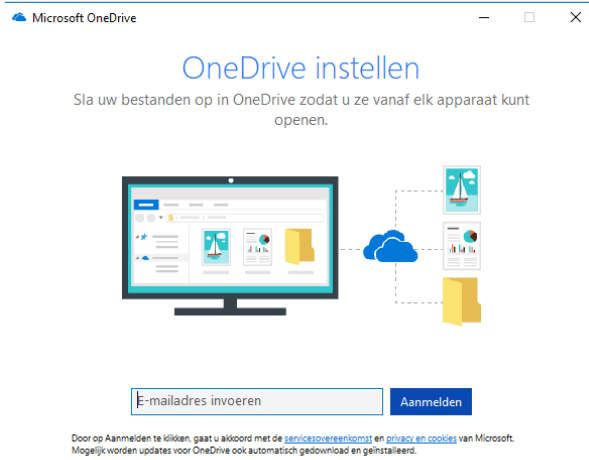 Microsoft OneDrive
OneDrive instellen
Sla uw bestanden op in OneDrive zodat u ze vanaf elk apparaat kunt
openen.
E-mailadres invoeren
Aanmelden
Door op Aanmelden te klikken, gaat u akkoord met de servicesovereenkomst en privacy en cookies van Microsoft.
Mogelijk worden updates voor OneDrive ook automatisch gedownload en geïnstalleerd.